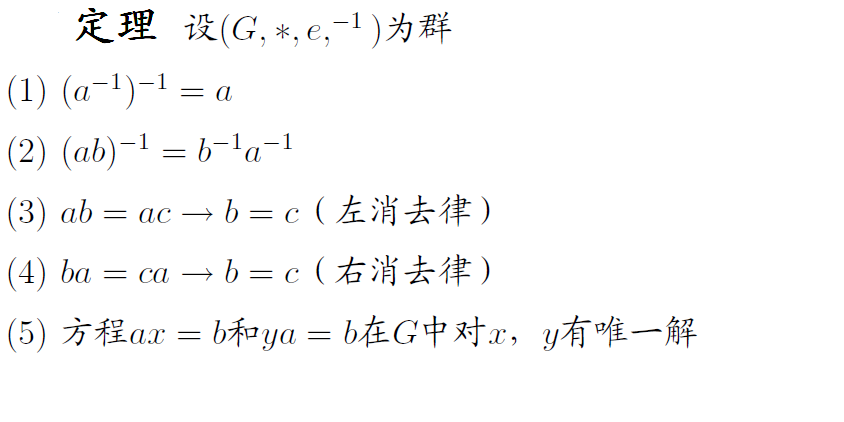 定理 设(G, *, e,⁻¹)为群
(1) (a⁻¹)⁻¹ = a
(2) (ab)⁻¹ = b⁻¹a⁻¹
(3) ab = ac → b = c（左消去律）
(4) ba = ca → b = c（右消去律）
(5) 方程ax = b和ya = b在G中对x，y有唯一解